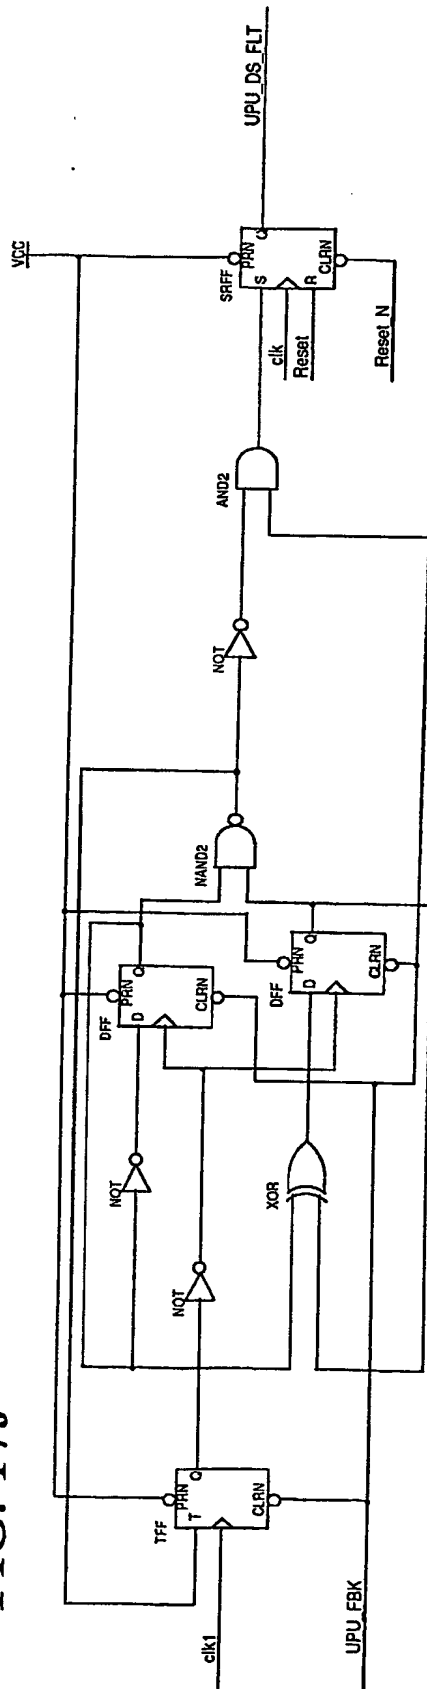 VCC
UPU_DS_FLT
SRFF
PRN
S
Q
clk
Reset
R
CLRN
Reset_N
AND2
NOT
NAND2
DFF
PRN
D
Q
CLRN
DFF
PRN
D
Q
CLRN
NOT
NOT
XOR
TFF
PRN
T
Q
CLRN
clk1
UPU_FBK